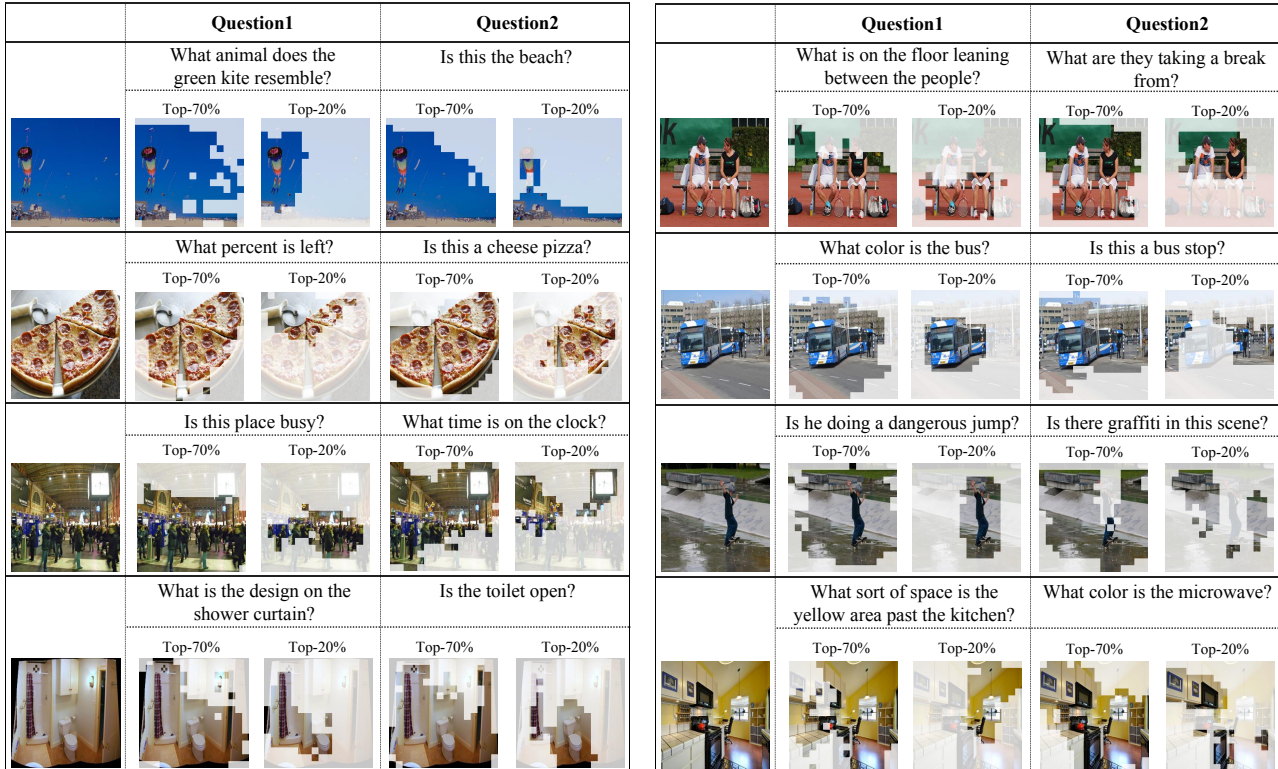 Question1 Question2
What animal does the
green kite resemble?
Is this the beach?
Top-70% Top-20% Top-70% Top-20%
What percent is left? Is this a cheese pizza?
Top-70% Top-20% Top-70% Top-20%
Is this place busy? What time is on the clock?
Top-70% Top-20% Top-70% Top-20%
What is the design on the
shower curtain?
Is the toilet open?
Top-70% Top-20% Top-70% Top-20%
Question1 Question2
What is on the floor leaning
between the people?
What are they taking a break
from?
Top-70% Top-20% Top-70% Top-20%
K
K
K
K
K
What color is the bus? Is this a bus stop?
Top-70% Top-20% Top-70% Top-20%
Is he doing a dangerous jump? Is there graffiti in this scene?
Top-70% Top-20% Top-70% Top-20%
What sort of space is the
yellow area past the kitchen?
What color is the microwave?
Top-70% Top-20% Top-70% Top-20%